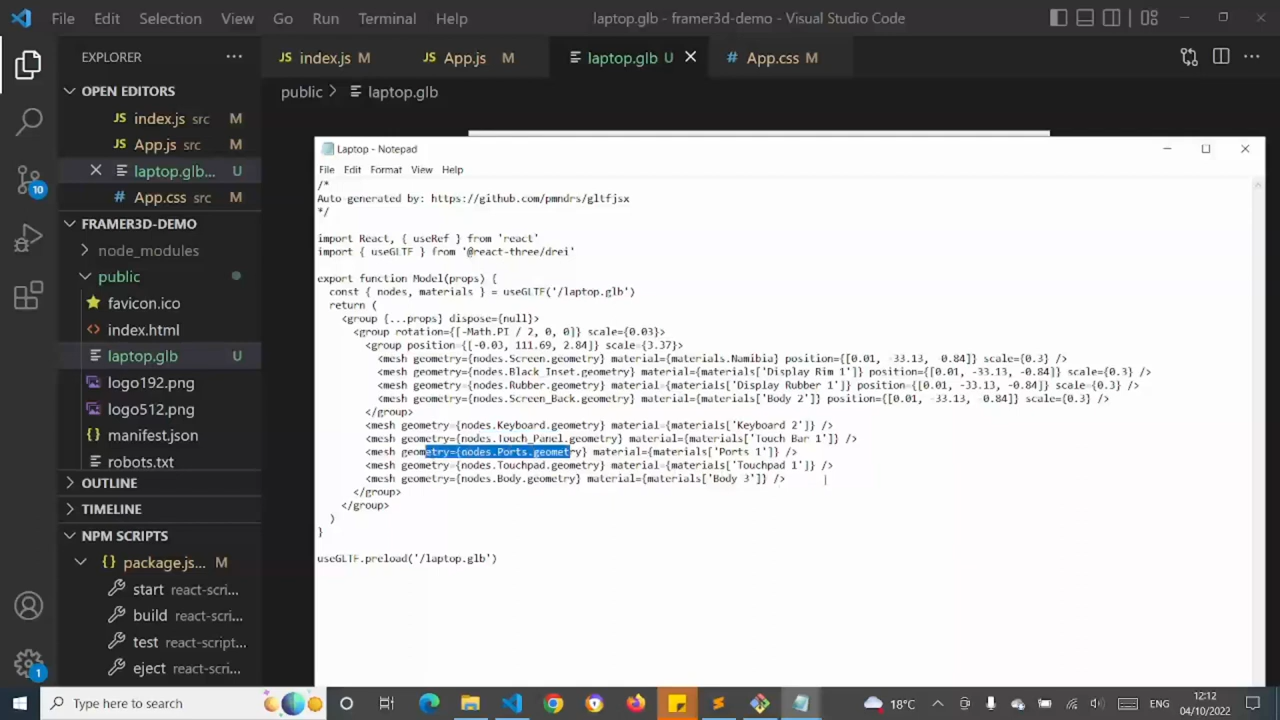 File Edit Selection View Go Run Terminal Help laptop.glb - framer3d-demo - Visual Studio Code
EXPLORER
JS index.js M JS App.js M laptop.glb U # App.css M
OPEN EDITORS
public laptop.glb
JS index.js src M
JS App.js src M
laptop.glb... U
# App.css src M
FRAMER3D-DEMO
node_modules
public
favicon.ico
<> index.html
laptop.glb U
logo192.png
logo512.png
{} manifest.json
robots.txt
OUTLINE
TIMELINE
NPM SCRIPTS
{} package.js... M
start react-scri...
build react-scri...
test react-script...
eject react-scri...
10
1
Laptop - Notepad
File Edit Format View Help
/*
Auto generated by: https://github.com/pmndrs/gltfjsx
*/
import React, { useRef } from 'react'
import { useGLTF } from '@react-three/drei'
export function Model(props) {
const { nodes, materials } = useGLTF('/laptop.glb')
return (
<group {...props} dispose={null}>
<group rotation={[-Math.PI / 2, 0, 0]} scale={0.03}>
<group position={[-0.03, 111.69, 2.84]} scale={3.37}>
<mesh geometry={nodes.Screen.geometry} material={materials.Namibia} position={[0.01, -33.13, 0.84]} scale={0.3} />
<mesh geometry={nodes.Black_Inset.geometry} material={materials['Display Rim 1']} position={[0.01, -33.13, -0.84]} scale={0.3} />
<mesh geometry={nodes.Rubber.geometry} material={materials['Display Rubber 1']} position={[0.01, -33.13, -0.84]} scale={0.3} />
<mesh geometry={nodes.Screen_Back.geometry} material={materials['Body 2']} position={[0.01, -33.13, -0.84]} scale={0.3} />
</group>
<mesh geometry={nodes.Keyboard.geometry} material={materials['Keyboard 2']} />
<mesh geometry={nodes.Touch_Panel.geometry} material={materials['Touch Bar 1']} />
<mesh geometry={nodes.Ports.geometry} material={materials['Ports 1']} />
<mesh geometry={nodes.Touchpad.geometry} material={materials['Touchpad 1']} />
<mesh geometry={nodes.Body.geometry} material={materials['Body 3']} />
</group>
</group>
)
}
useGLTF.preload('/laptop.glb')
Type here to search
18°C ENG
12:12
04/10/2022